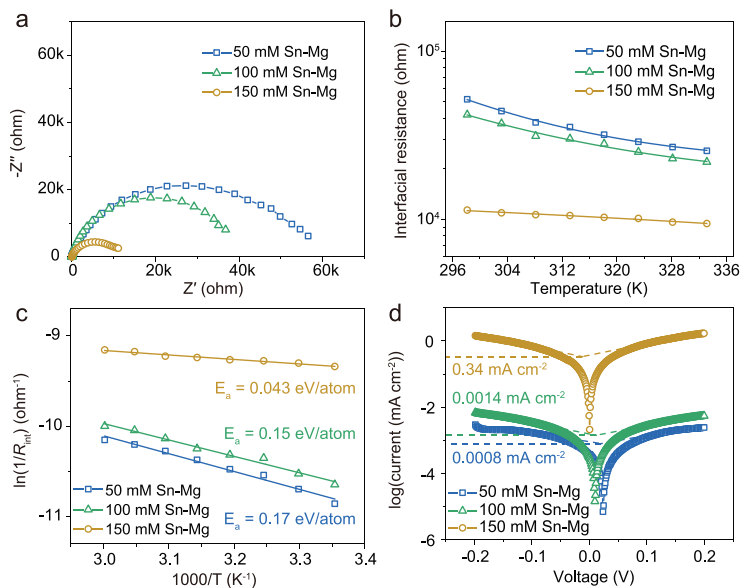 a
-Z″ (ohm)
60k
40k
20k
0
0
20k
40k
60k
Z′ (ohm)
50 mM Sn-Mg
100 mM Sn-Mg
150 mM Sn-Mg
b
Interfacial resistance (ohm)
10⁵
10⁴
296
304
312
320
328
336
Temperature (K)
50 mM Sn-Mg
100 mM Sn-Mg
150 mM Sn-Mg
c
ln(1/Rint) (ohm⁻¹)
-9
-10
-11
3.0
3.1
3.2
3.3
3.4
1000/T (K⁻¹)
Ea = 0.043 eV/atom
Ea = 0.15 eV/atom
Ea = 0.17 eV/atom
50 mM Sn-Mg
100 mM Sn-Mg
150 mM Sn-Mg
d
log(current (mA cm⁻²))
0
-2
-4
-6
-0.2
-0.1
0.0
0.1
0.2
Voltage (V)
0.34 mA cm⁻²
0.0014 mA cm⁻²
0.0008 mA cm⁻²
50 mM Sn-Mg
100 mM Sn-Mg
150 mM Sn-Mg